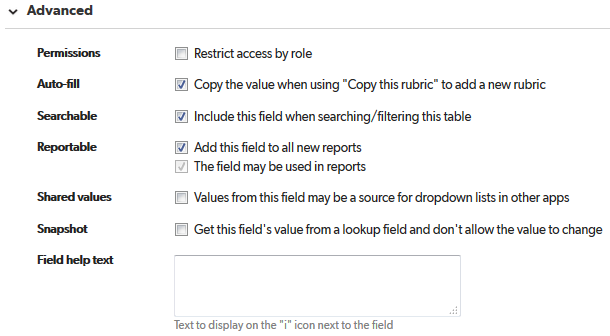 Advanced
Permissions Restrict access by role
Auto-fill Copy the value when using "Copy this rubric" to add a new rubric
Searchable Include this field when searching/filtering this table
Reportable Add this field to all new reports
The field may be used in reports
Shared values Values from this field may be a source for dropdown lists in other apps
Snapshot Get this field's value from a lookup field and don't allow the value to change
Field help text
Text to display on the "i" icon next to the field